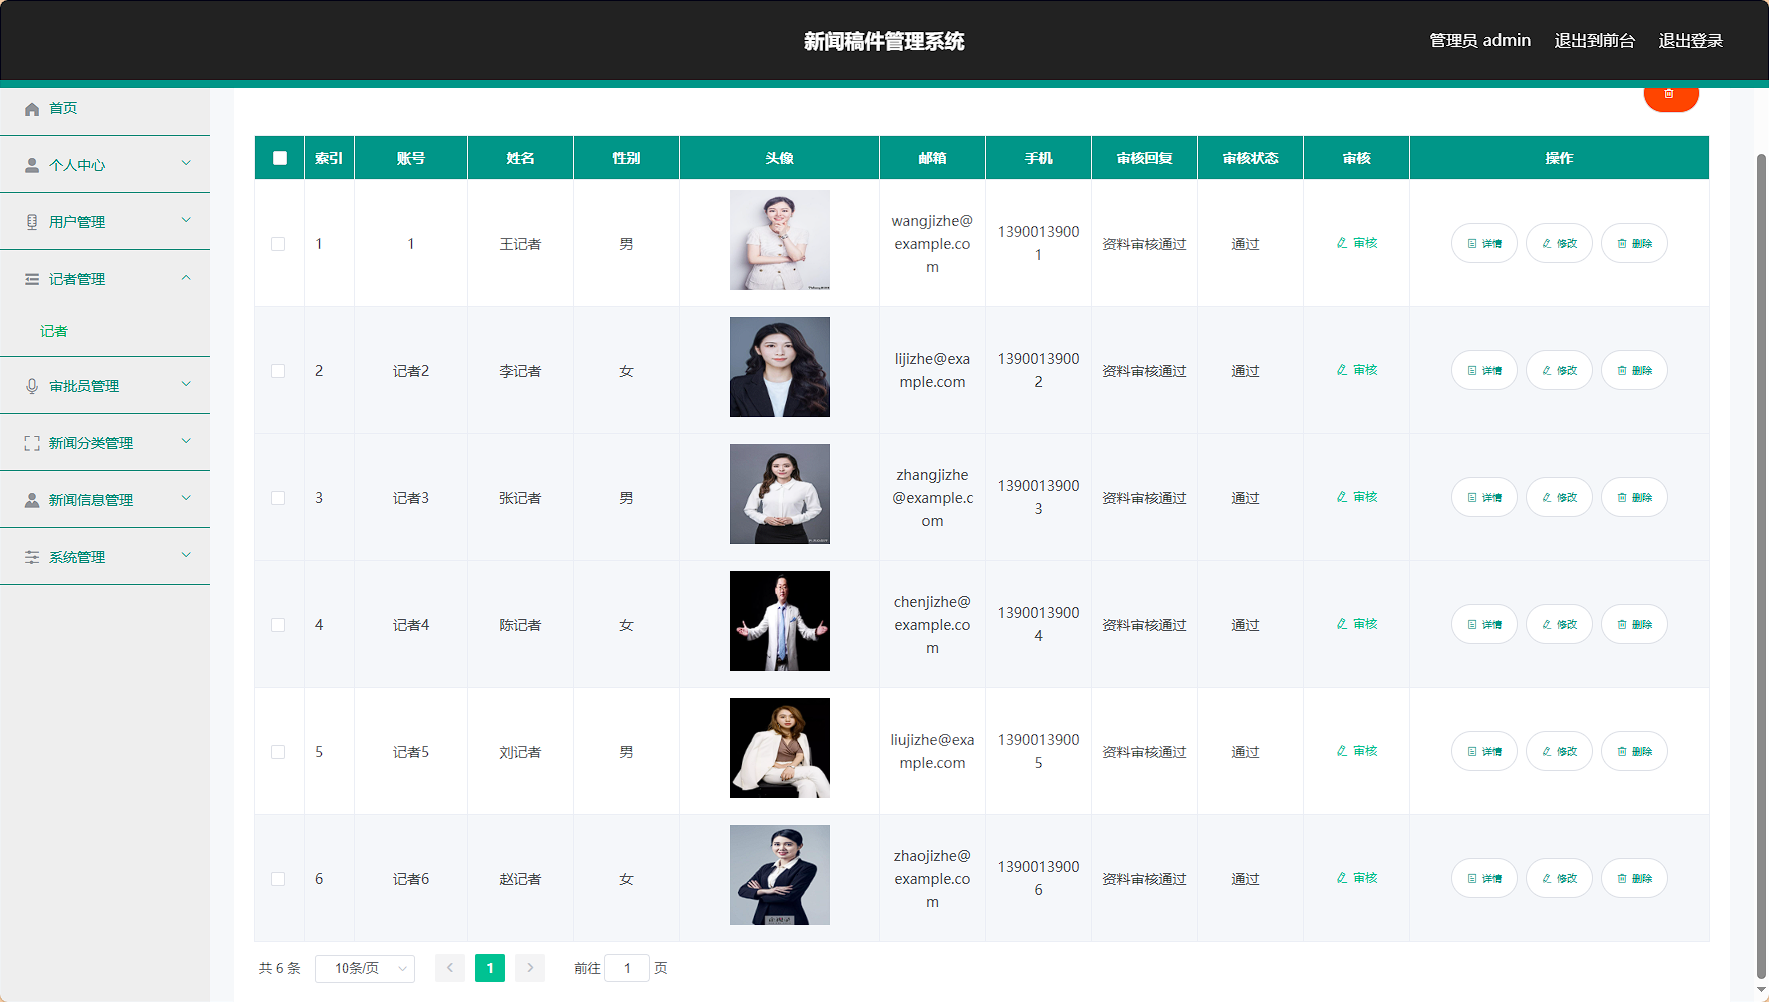 新闻稿件管理系统
管理员 admin 退出到前台 退出登录
首页
个人中心
用户管理
记者管理
记者
审批员管理
新闻分类管理
新闻信息管理
系统管理
索引 账号 姓名 性别 头像 邮箱 手机 审核回复 审核状态 审核 操作
1 1 王记者 男 wangjizhe@example.com 13900139001 资料审核通过 通过 审核 详情 修改 删除
2 记者2 李记者 女 lijizhe@example.com 13900139002 资料审核通过 通过 审核 详情 修改 删除
3 记者3 张记者 男 zhangjizhe@example.com 13900139003 资料审核通过 通过 审核 详情 修改 删除
4 记者4 陈记者 女 chenjizhe@example.com 13900139004 资料审核通过 通过 审核 详情 修改 删除
5 记者5 刘记者 男 liujizhe@example.com 13900139005 资料审核通过 通过 审核 详情 修改 删除
6 记者6 赵记者 女 zhaojizhe@example.com 13900139006 资料审核通过 通过 审核 详情 修改 删除
共 6 条 10条/页 1 前往 1 页